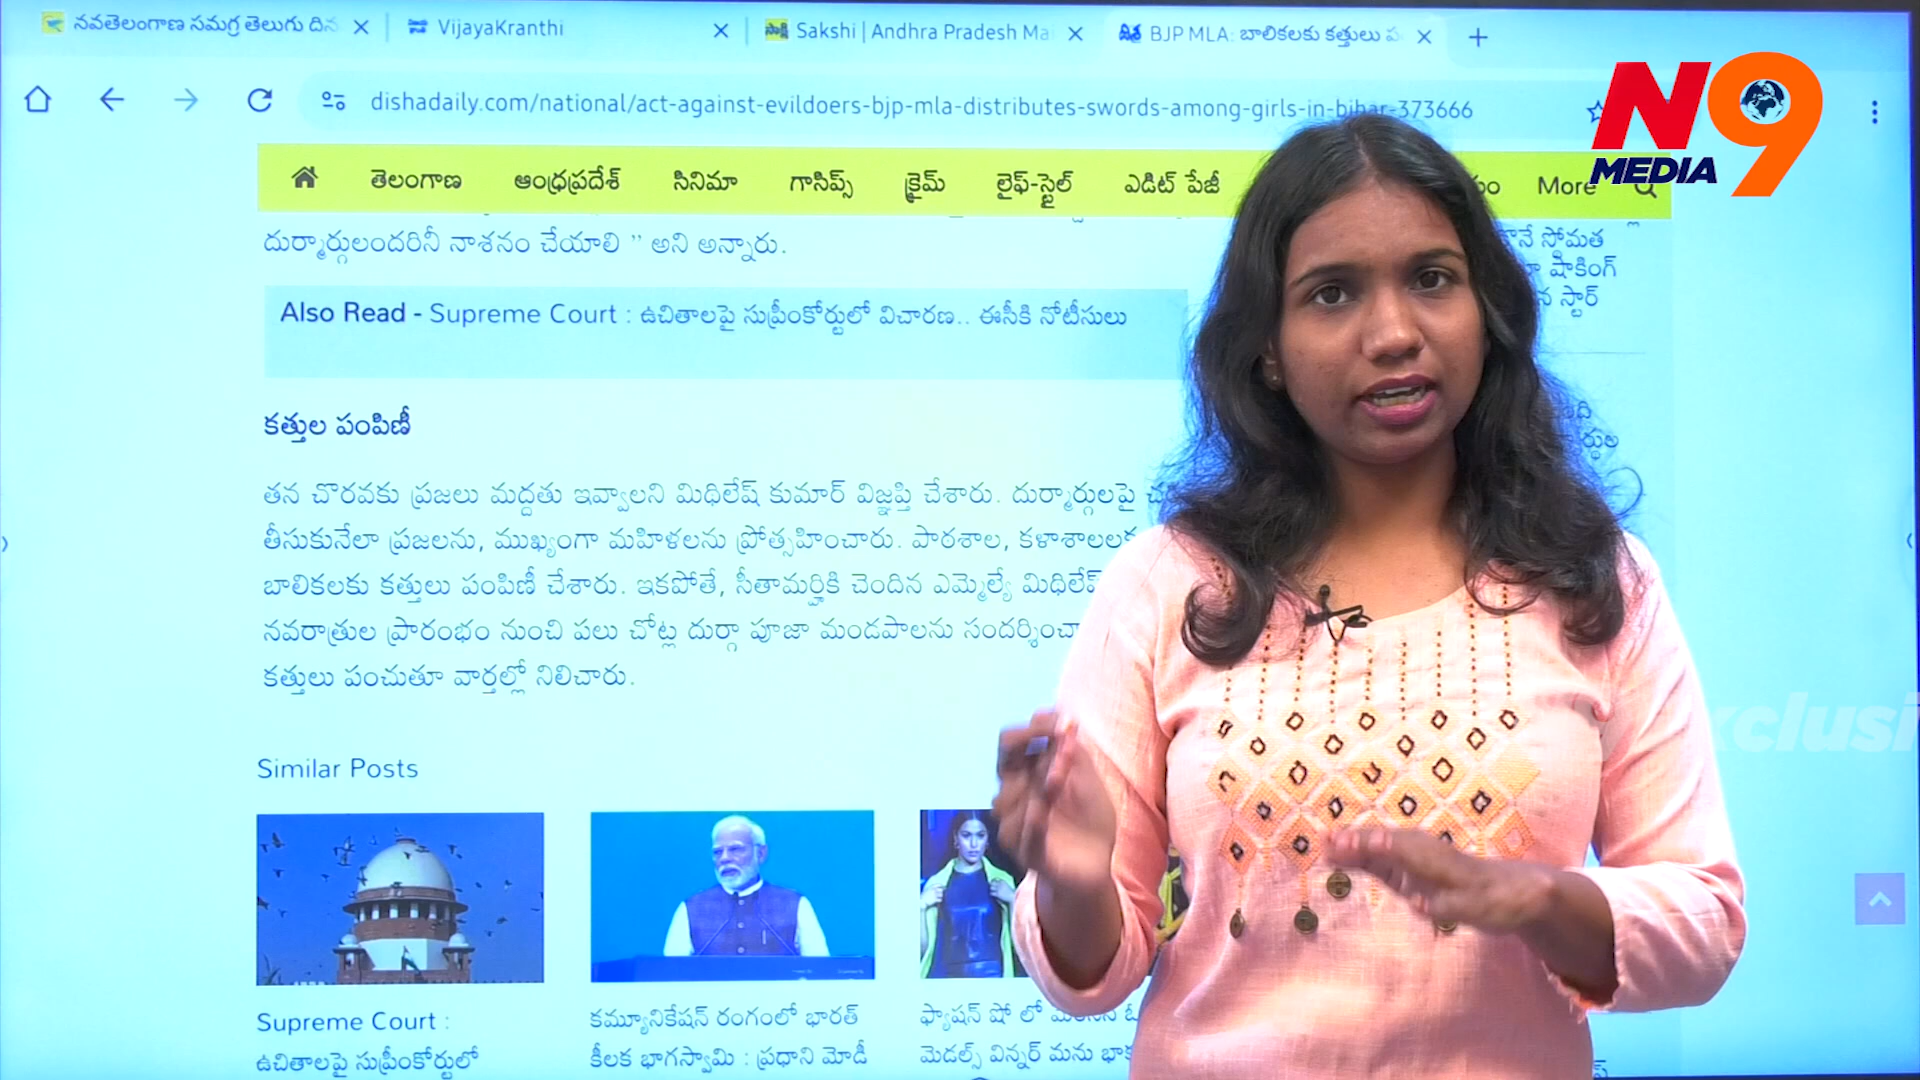 నవతెలంగాణ సమగ్ర తెలుగు దిన
VijayaKranthi
Sakshi | Andhra Pradesh Mai
BJP MLA: బాలికలకు కత్తులు ప
dishadaily.com/national/act-against-evildoers-bjp-mla-distributes-swords-among-girls-in-bihar-373666
N9
MEDIA
తెలంగాణ ఆంధ్రప్రదేశ్ సినిమా గాసిప్స్ క్రైమ్ లైఫ్-స్టైల్ ఎడిట్ పేజీ More
దుర్మార్గులందరినీ నాశనం చేయాలి ” అని అన్నారు.
స్థోమత
షాకింగ్
న స్టార్
Also Read - Supreme Court : ఉచితాలపై సుప్రీంకోర్టులో విచారణ.. ఈసీకి నోటీసులు
కత్తుల పంపిణీ
తన చొరవకు ప్రజలు మద్దతు ఇవ్వాలని మిథిలేష్ కుమార్ విజ్ఞప్తి చేశారు. దుర్మార్గులపై
తీసుకునేలా ప్రజలను, ముఖ్యంగా మహిళలను ప్రోత్సహించారు. పాఠశాల, కళాశాలలక
బాలికలకు కత్తులు పంపిణీ చేశారు. ఇకపోతే, సీతామర్హికి చెందిన ఎమ్మెల్యే మిథిలేష్
నవరాత్రుల ప్రారంభం నుంచి పలు చోట్ల దుర్గా పూజా మండపాలను సందర్శించా
కత్తులు పంచుతూ వార్తల్లో నిలిచారు.
xclusi
Similar Posts
Supreme Court :
ఉచితాలపై సుప్రీంకోర్టులో
కమ్యూనికేషన్ రంగంలో భారత్
కీలక భాగస్వామి : ప్రధాని మోడీ
ఫ్యాషన్ షో లో
మెడల్స్ విన్నర్ మను భాక